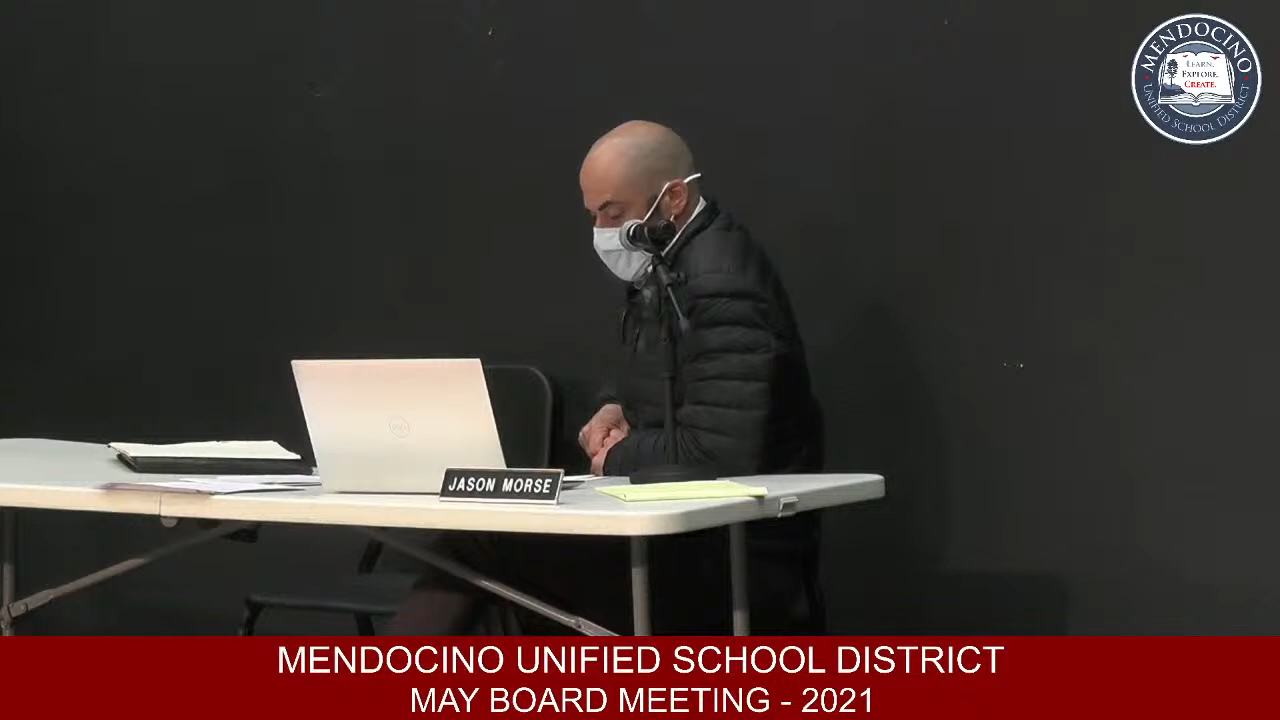 MENDOCINO
LEARN.
EXPLORE.
CREATE.
UNIFIED SCHOOL DISTRICT
JASON MORSE
MENDOCINO UNIFIED SCHOOL DISTRICT
MAY BOARD MEETING - 2021